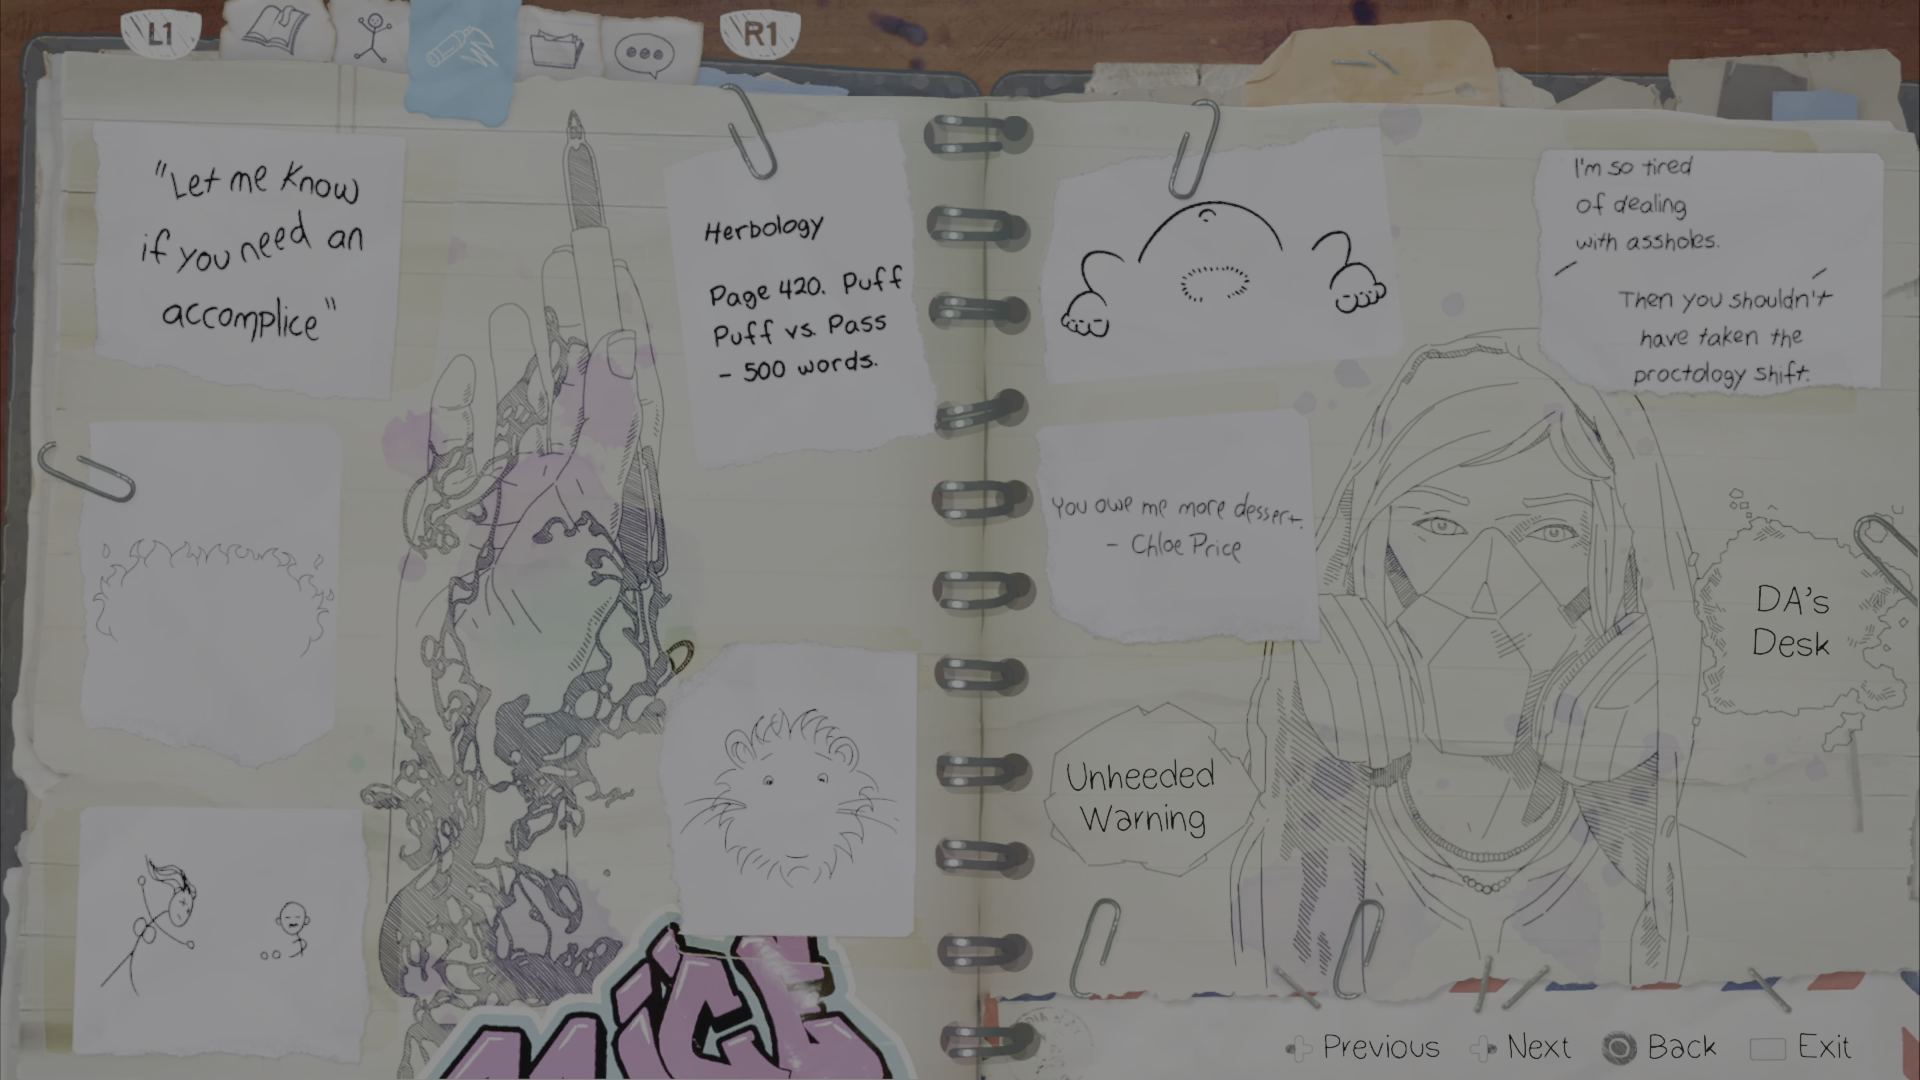 L1
R1
"Let me know
if you need an
accomplice"
Herbology
Page 420. Puff
Puff vs. Pass
- 500 words.
I'm so tired
of dealing
with assholes.
Then you shouldn't
have taken the
proctology shift.
You owe me more dessert.
- Chloe Price
DA's
Desk
Unheeded
Warning
Previous
Next
Back
Exit